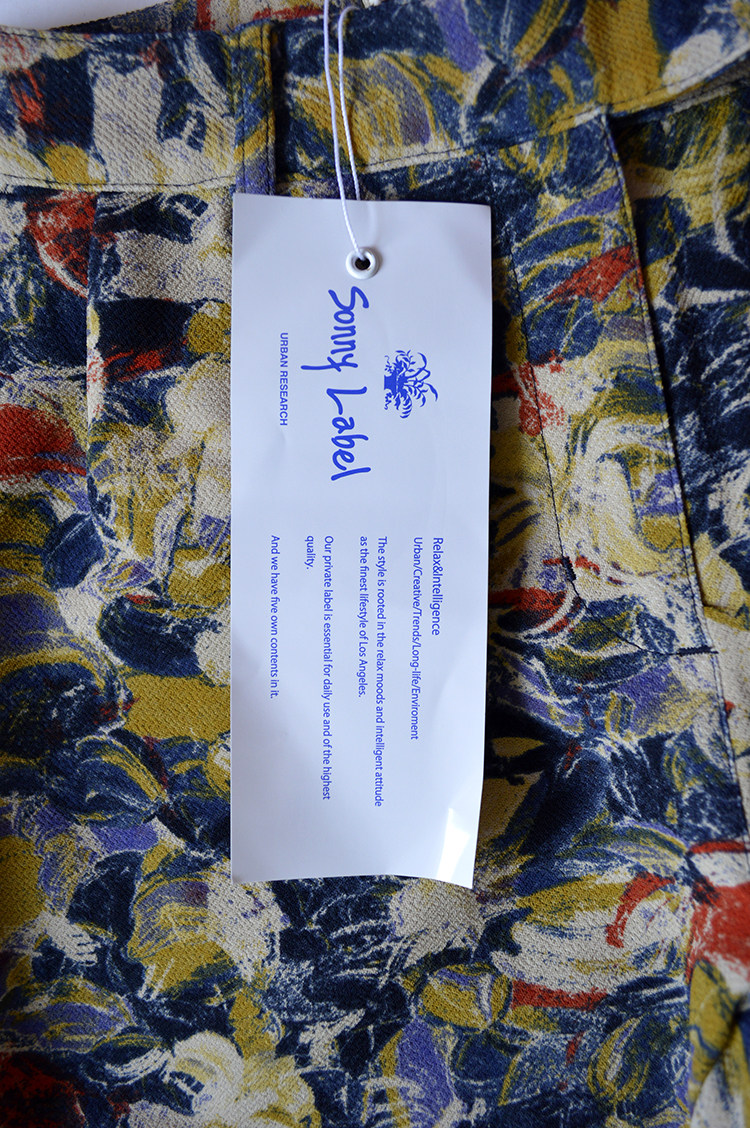 Sonny Label
URBAN RESEARCH
Relax&Intelligence
Urban/Creative/Trends/Long-life/Enviroment
The style is rooted in the relax moods and intelligent attitude
as the finest lifestyle of Los Angeles.
Our private label is essential for daily use and of the highest
quality.
And we have five own contents in it.